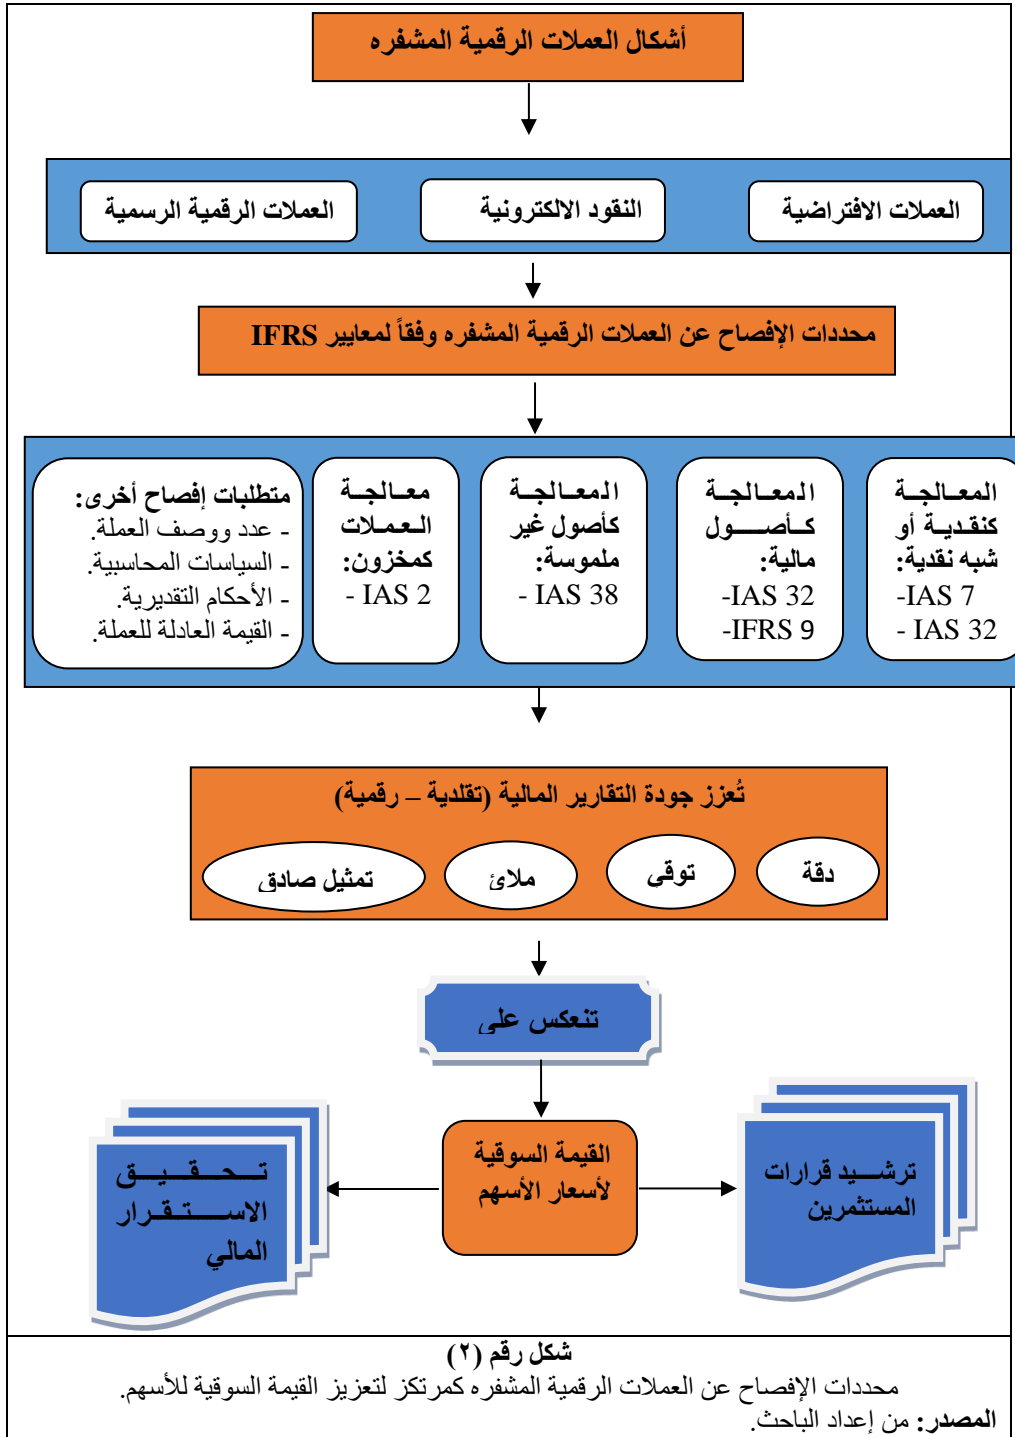 أشكال العملات الرقمية المشفره
العملات الافتراضية
النقود الالكترونية
العملات الرقمية الرسمية
محددات الإفصاح عن العملات الرقمية المشفره وفقاً لمعايير IFRS
المعالجة
كنقدية أو
شبه نقدية:
-IAS 7
- IAS 32
المعالجة
كأصول
مالية:
-IAS 32
-IFRS 9
المعالجة
كأصول غير
ملموسة:
- IAS 38
معالجة
العملات
كمخزون:
- IAS 2
متطلبات إفصاح أخرى:
- عدد ووصف العملة.
- السياسات المحاسبية.
- الأحكام التقديرية.
- القيمة العادلة للعملة.
تُعزز جودة التقارير المالية (تقلدية – رقمية)
دقة
توقى
ملائ
تمثيل صادق
تنعكس على
القيمة السوقية
لأسعار الأسهم
ترشيد قرارات
المستثمرين
تحقيق
الاستقرار
المالي
شكل رقم (٢)
محددات الإفصاح عن العملات الرقمية المشفره كمرتكز لتعزيز القيمة السوقية للأسهم.
المصدر: من إعداد الباحث.